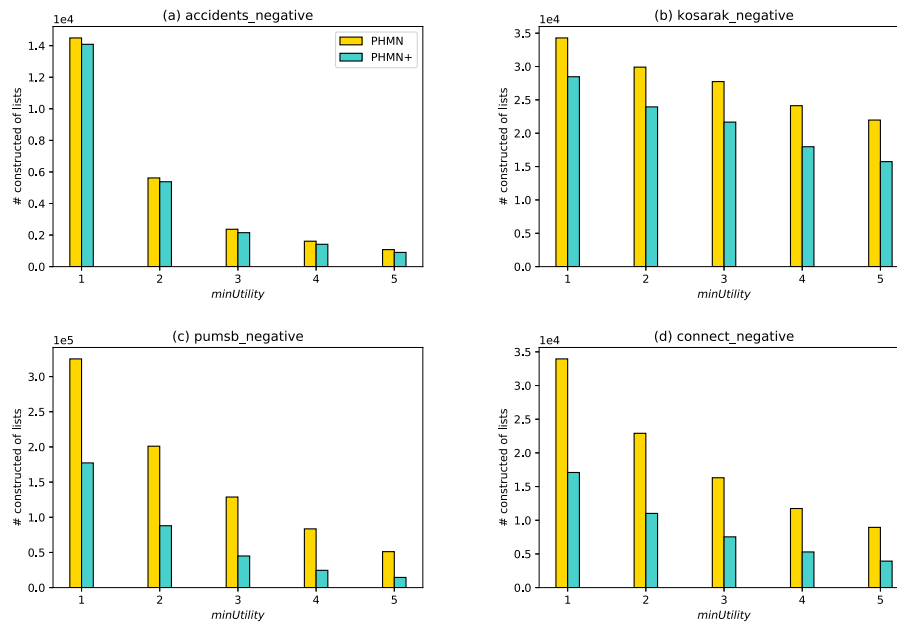 (a) accidents_negative
1e4
1.4
1.2
1.0
0.8
0.6
0.4
0.2
0.0
# constructed of lists
PHMN
PHMN+
1 2 3 4 5
minUtility
(b) kosarak_negative
1e4
3.5
3.0
2.5
2.0
1.5
1.0
0.5
0.0
# constructed of lists
1 2 3 4 5
minUtility
(c) pumsb_negative
1e5
3.0
2.5
2.0
1.5
1.0
0.5
0.0
# constructed of lists
1 2 3 4 5
minUtility
(d) connect_negative
1e4
3.5
3.0
2.5
2.0
1.5
1.0
0.5
0.0
# constructed of lists
1 2 3 4 5
minUtility